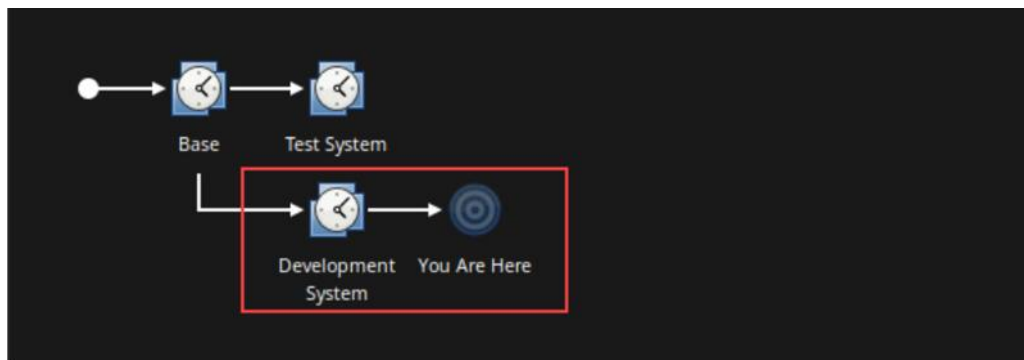 Base
Test System
Development
System
You Are Here